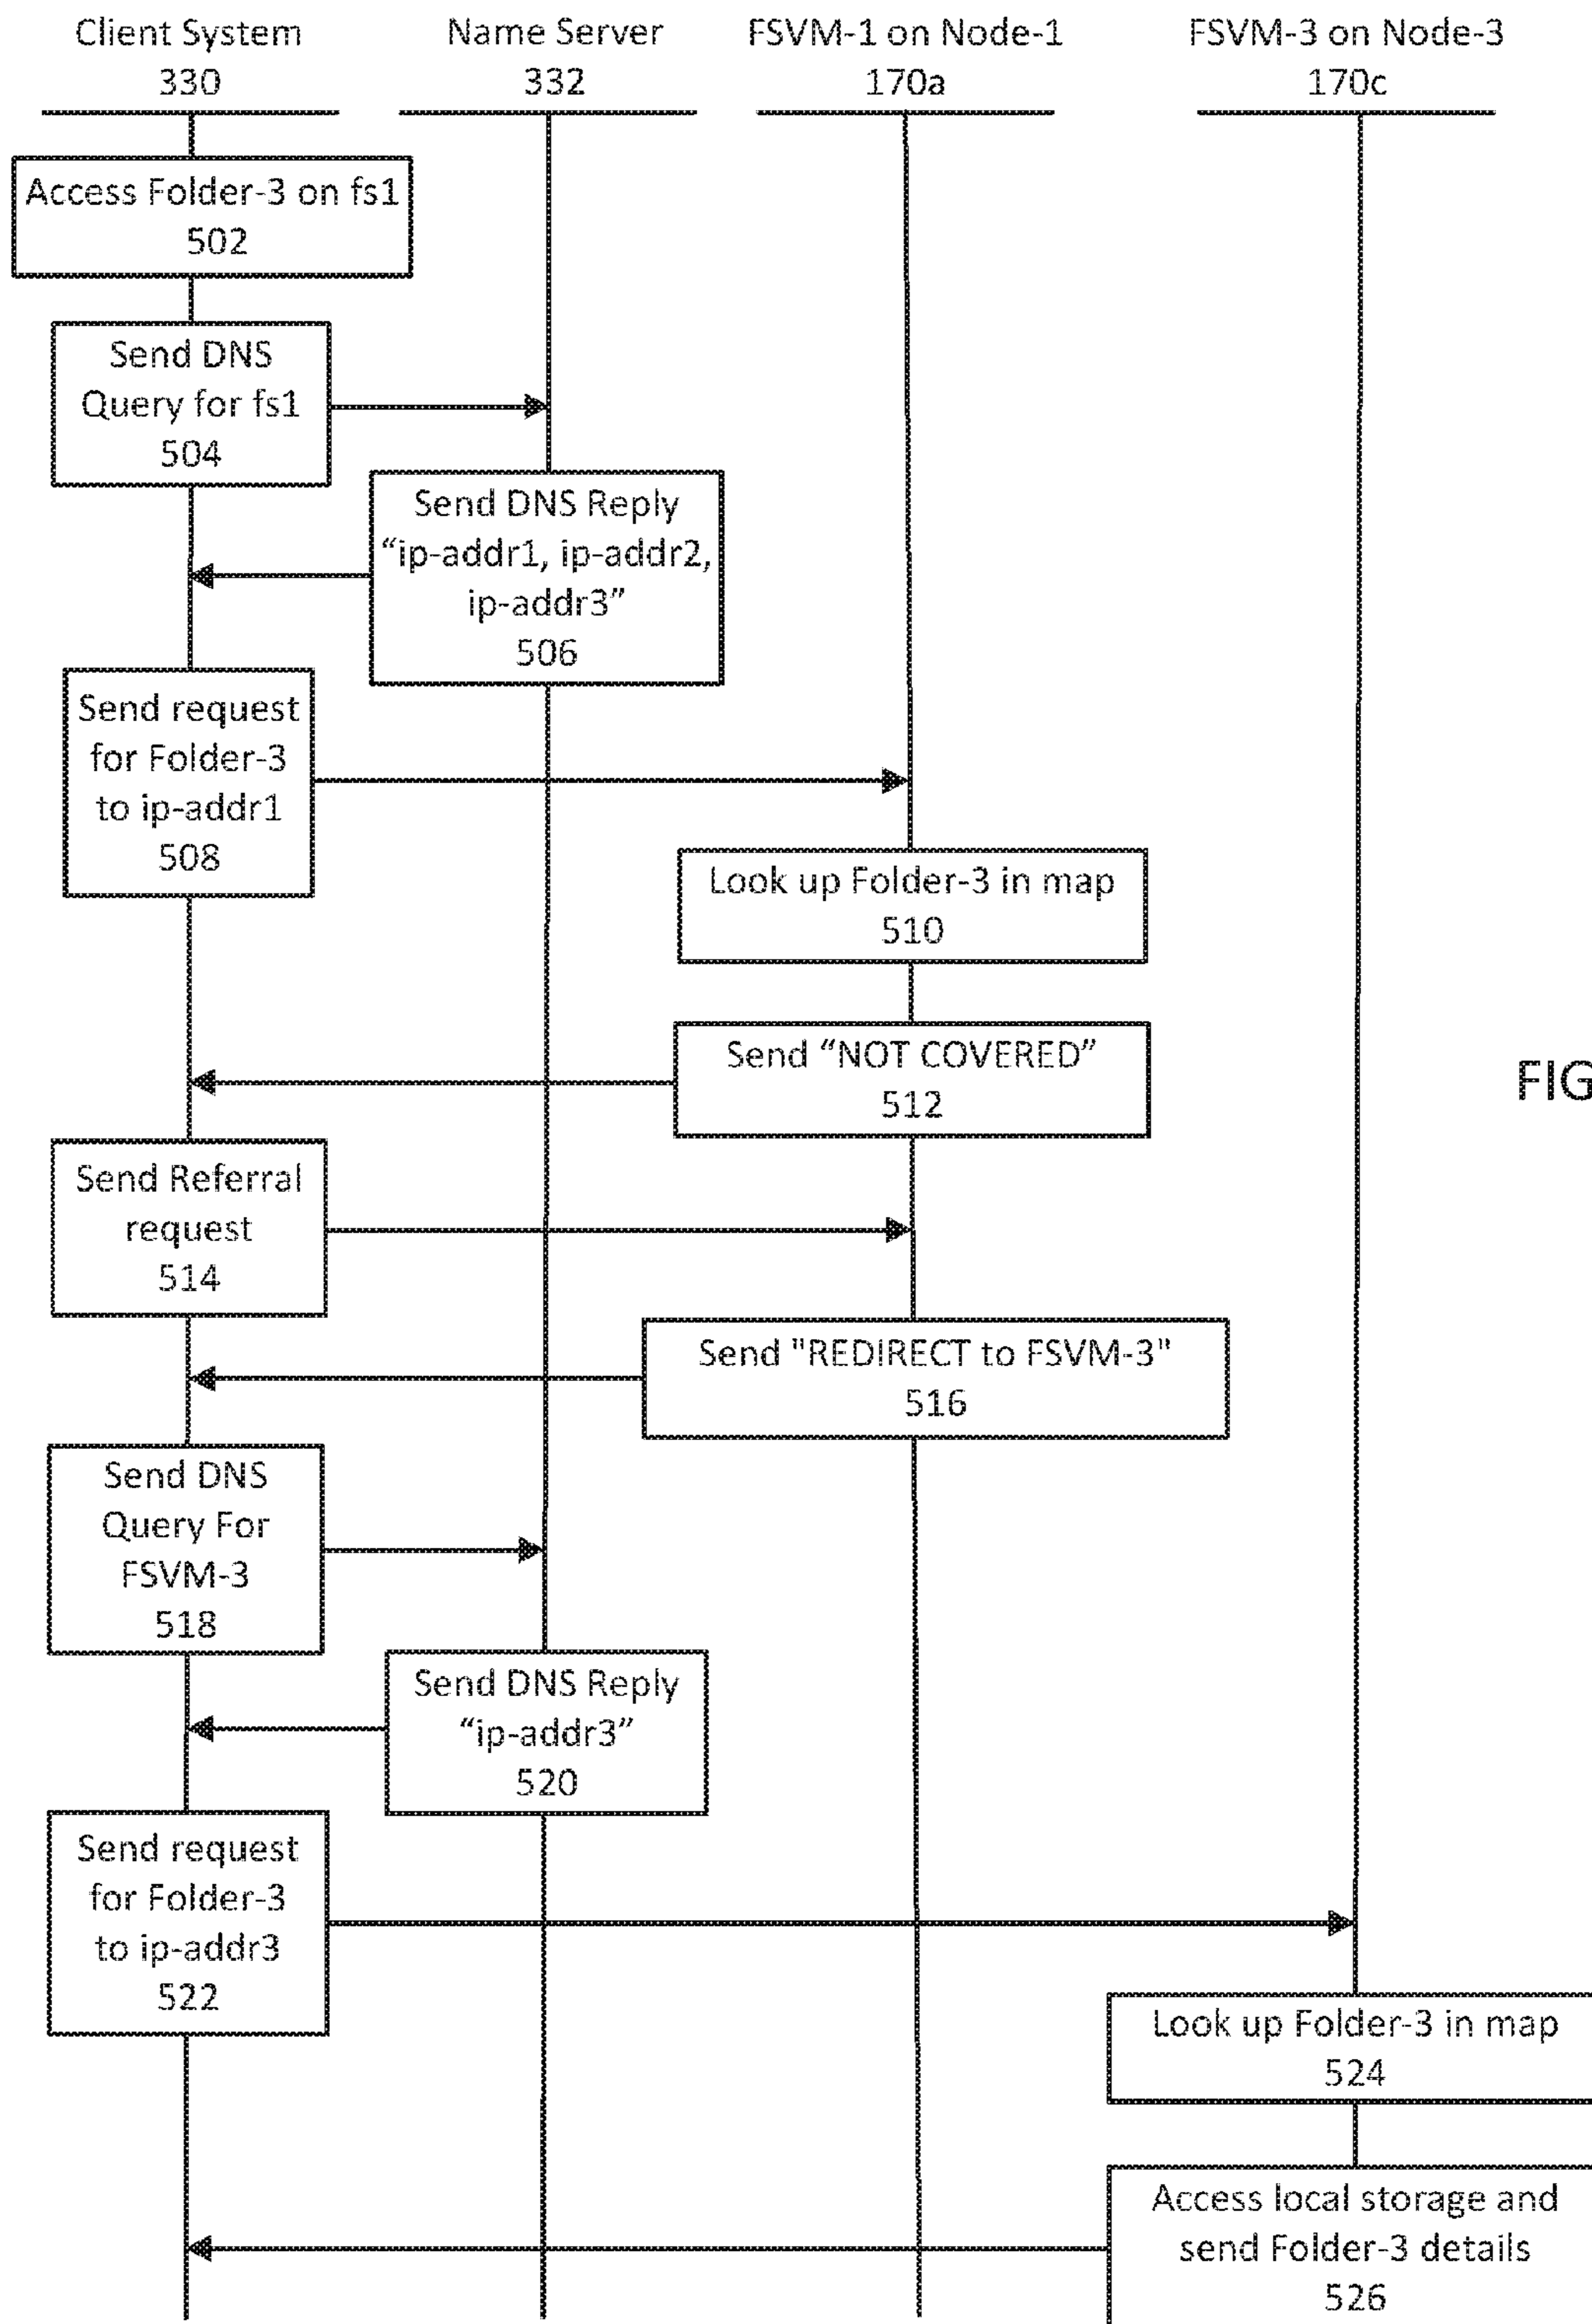 Client System
330
Name Server
332
FSVM-1 on Node-1
170a
FSVM-3 on Node-3
170c
Access Folder-3 on fs1
502
Send DNS
Query for fs1
504
Send DNS Reply
“ip-addr1, ip-addr2,
ip-addr3”
506
Send request
for Folder-3
to ip-addr1
508
Look up Folder-3 in map
510
Send “NOT COVERED”
512
FIG
Send Referral
request
514
Send "REDIRECT to FSVM-3"
516
Send DNS
Query For
FSVM-3
518
Send DNS Reply
“ip-addr3”
520
Send request
for Folder-3
to ip-addr3
522
Look up Folder-3 in map
524
Access local storage and
send Folder-3 details
526